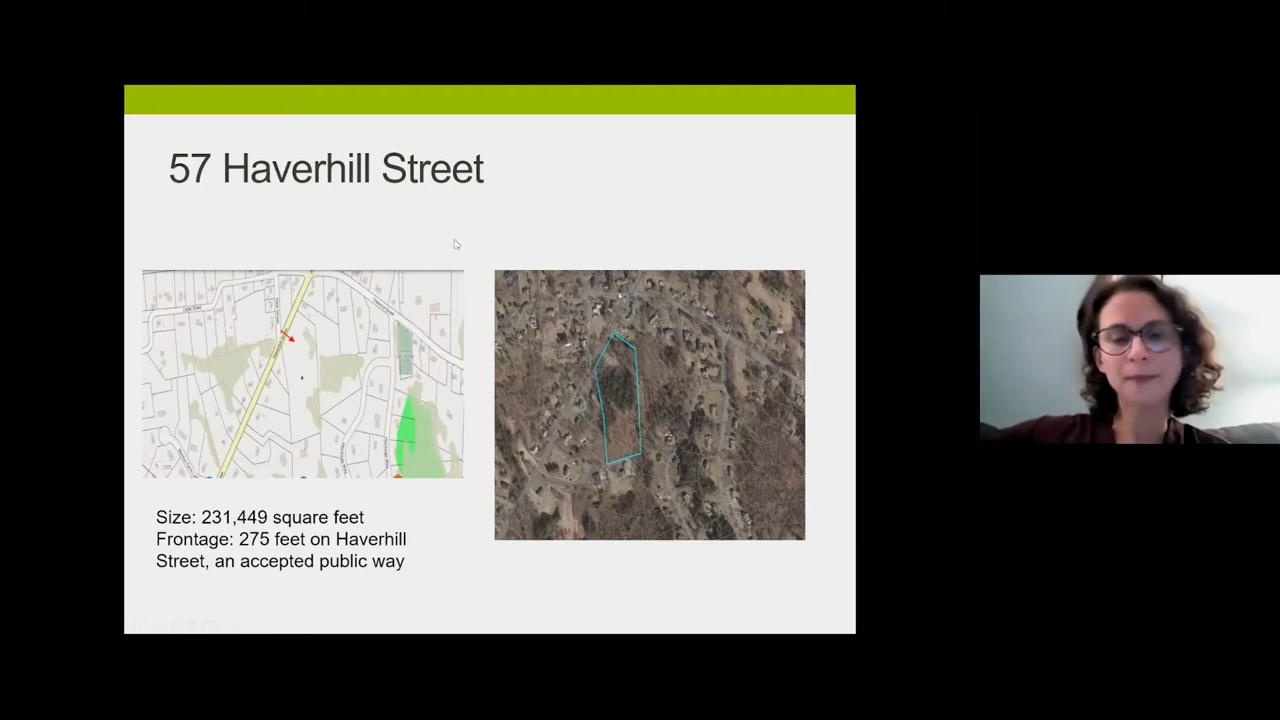 57 Haverhill Street
Size: 231,449 square feet
Frontage: 275 feet on Haverhill
Street, an accepted public way